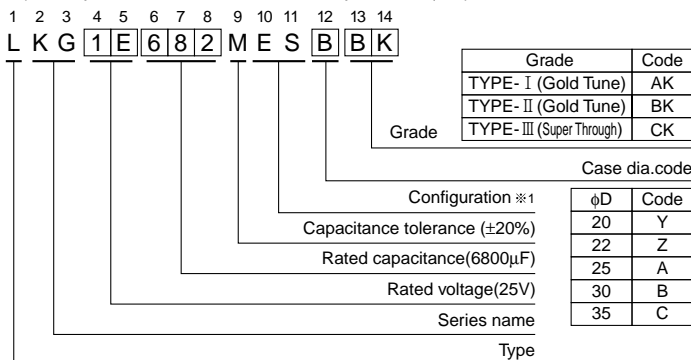 1 2 3 4 5 6 7 8 9 10 11 12 13 14
L K G 1 E 6 8 2 M E S B B K
Grade Code
TYPE-Ⅰ (Gold Tune) AK
TYPE-Ⅱ (Gold Tune) BK
TYPE-Ⅲ (Super Through) CK
Grade
Case dia.code
Configuration ※1
Capacitance tolerance (±20%)
Rated capacitance(6800µF)
Rated voltage(25V)
Series name
Type
ϕD Code
20 Y
22 Z
25 A
30 B
35 C